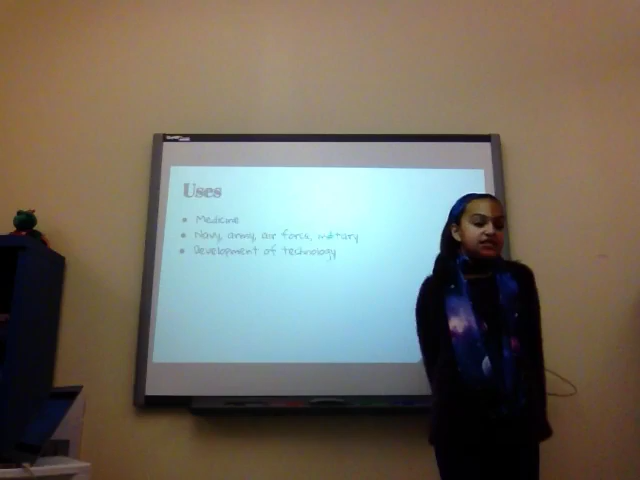 Uses
Medicine
Navy, army, air force, military
Development of technology